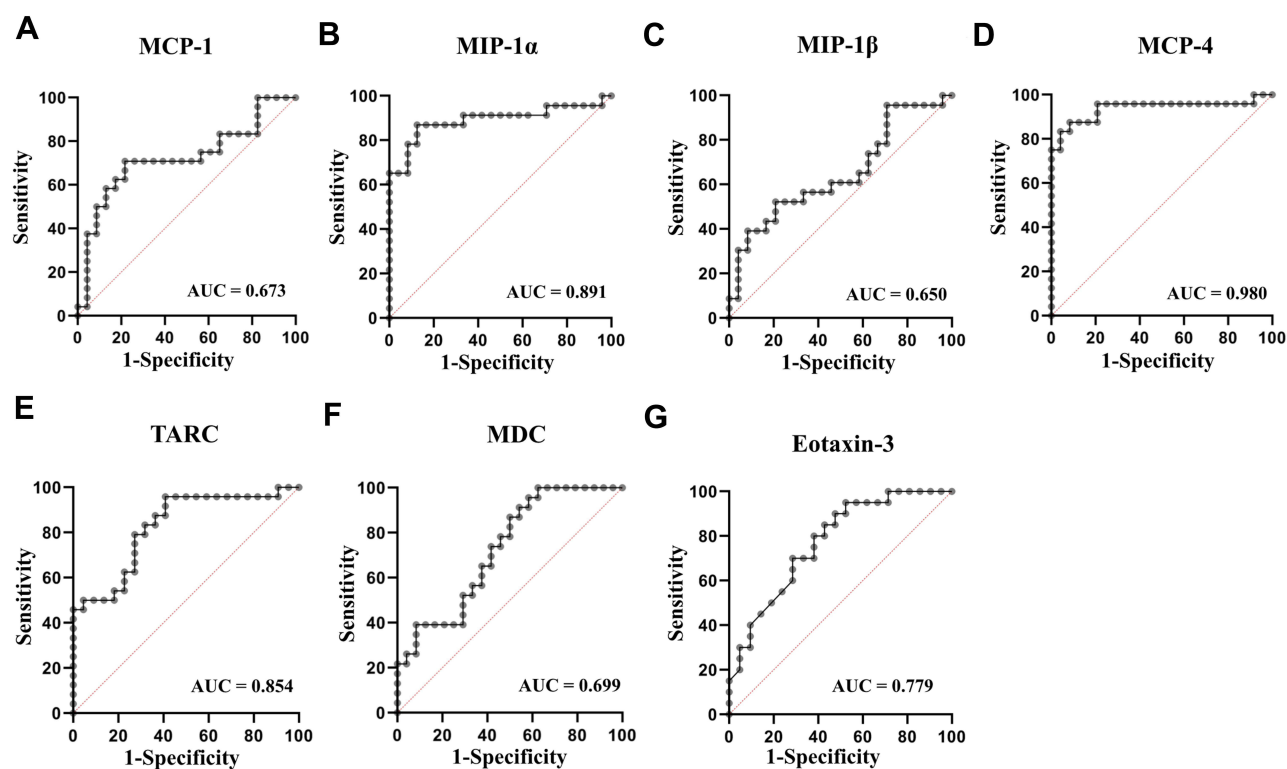 A
MCP-1
Sensitivity
100
80
60
40
20
0
AUC = 0.673
0 20 40 60 80 100
1-Specificity
B
MIP-1α
Sensitivity
100
80
60
40
20
0
AUC = 0.891
0 20 40 60 80 100
1-Specificity
C
MIP-1β
Sensitivity
100
80
60
40
20
0
AUC = 0.650
0 20 40 60 80 100
1-Specificity
D
MCP-4
Sensitivity
100
80
60
40
20
0
AUC = 0.980
0 20 40 60 80 100
1-Specificity
E
TARC
Sensitivity
100
80
60
40
20
0
AUC = 0.854
0 20 40 60 80 100
1-Specificity
F
MDC
Sensitivity
100
80
60
40
20
0
AUC = 0.699
0 20 40 60 80 100
1-Specificity
G
Eotaxin-3
Sensitivity
100
80
60
40
20
0
AUC = 0.779
0 20 40 60 80 100
1-Specificity